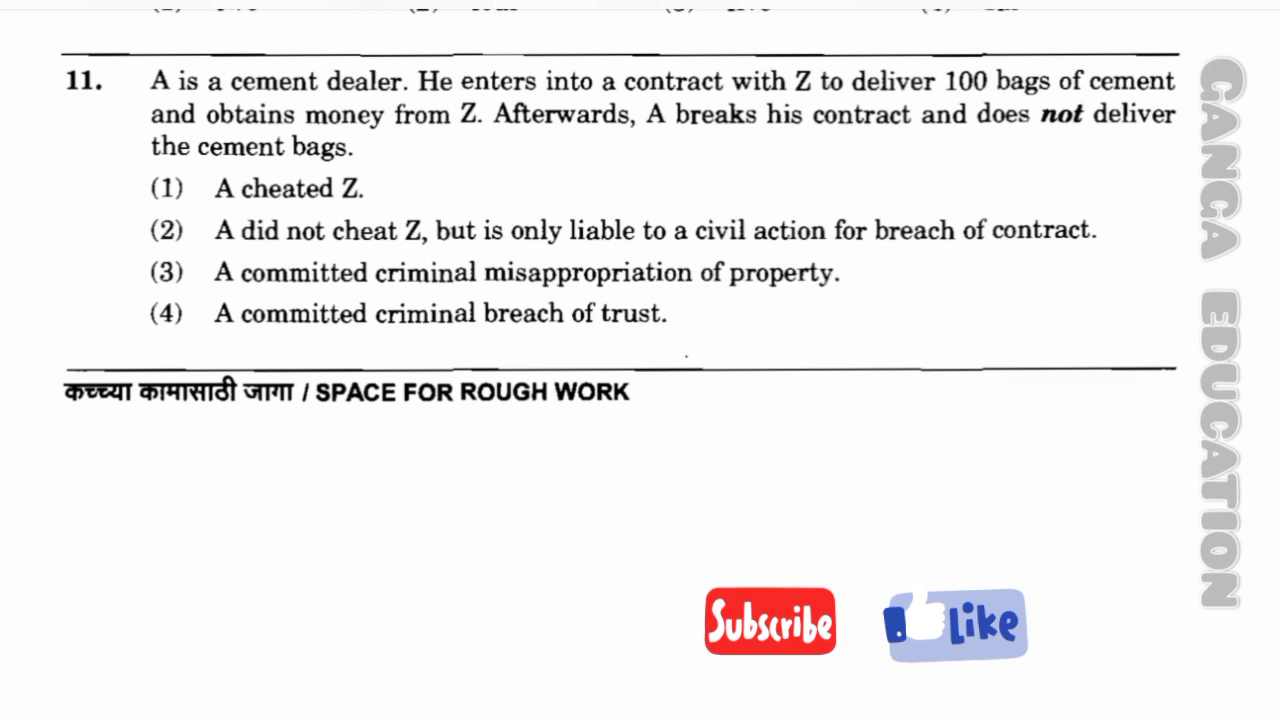 11. A is a cement dealer. He enters into a contract with Z to deliver 100 bags of cement
and obtains money from Z. Afterwards, A breaks his contract and does not deliver
the cement bags.
(1) A cheated Z.
(2) A did not cheat Z, but is only liable to a civil action for breach of contract.
(3) A committed criminal misappropriation of property.
(4) A committed criminal breach of trust.
कच्च्या कामासाठी जागा / SPACE FOR ROUGH WORK
Subscribe
Like
GANGA EDUCATION